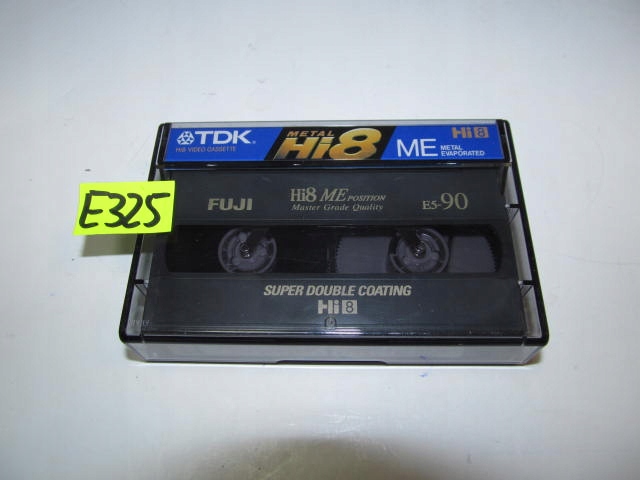 TDK.
Hi8 VIDEO CASSETTE
METAL
Hi8
ME
METAL
EVAPORATED
Hi8
E325
FUJI
Hi8 ME POSITION
Master Grade Quality
E5-90
SUPER DOUBLE COATING
Hi8